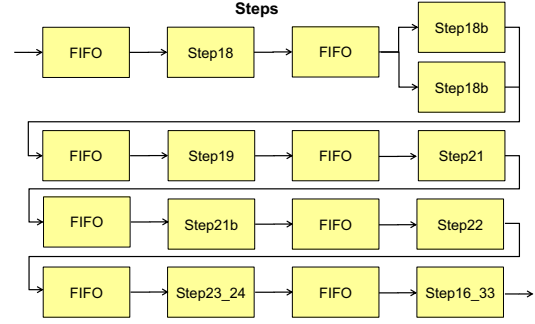 Steps
FIFO
Step18
FIFO
Step18b
Step18b
FIFO
Step19
FIFO
Step21
FIFO
Step21b
FIFO
Step22
FIFO
Step23_24
FIFO
Step16_33